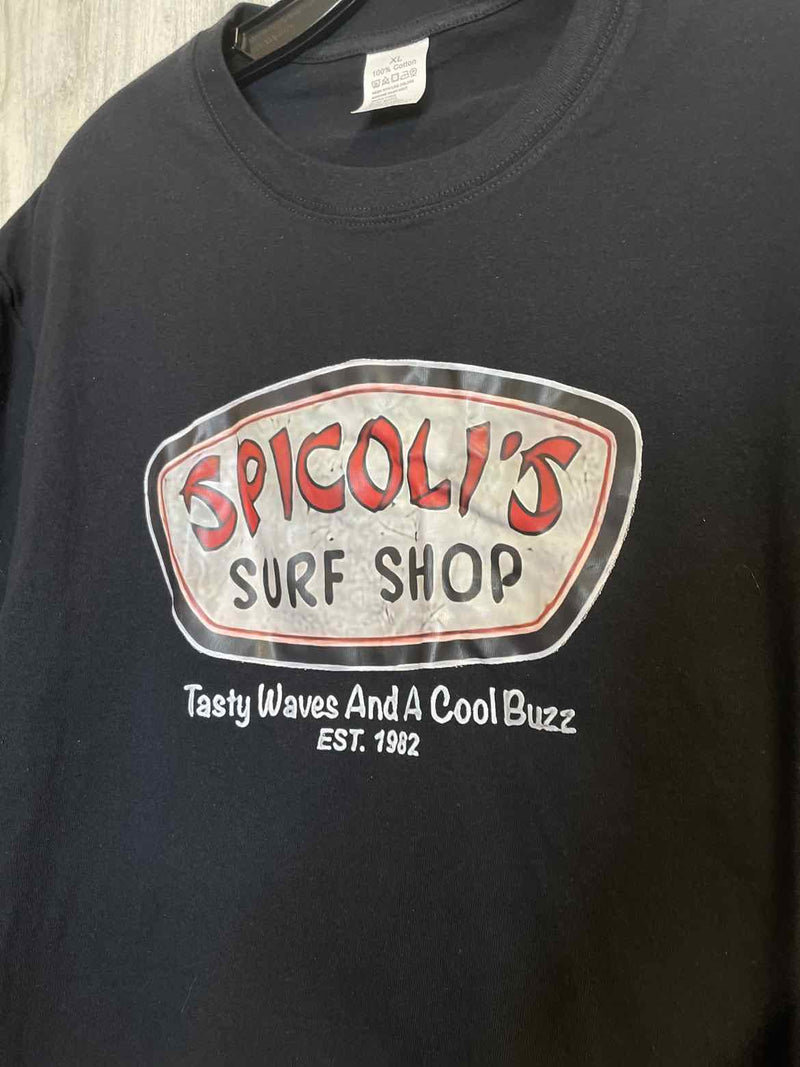 XL
100% Cotton
SPICOLI'S
SURF SHOP
Tasty Waves And A Cool Buzz
EST. 1982